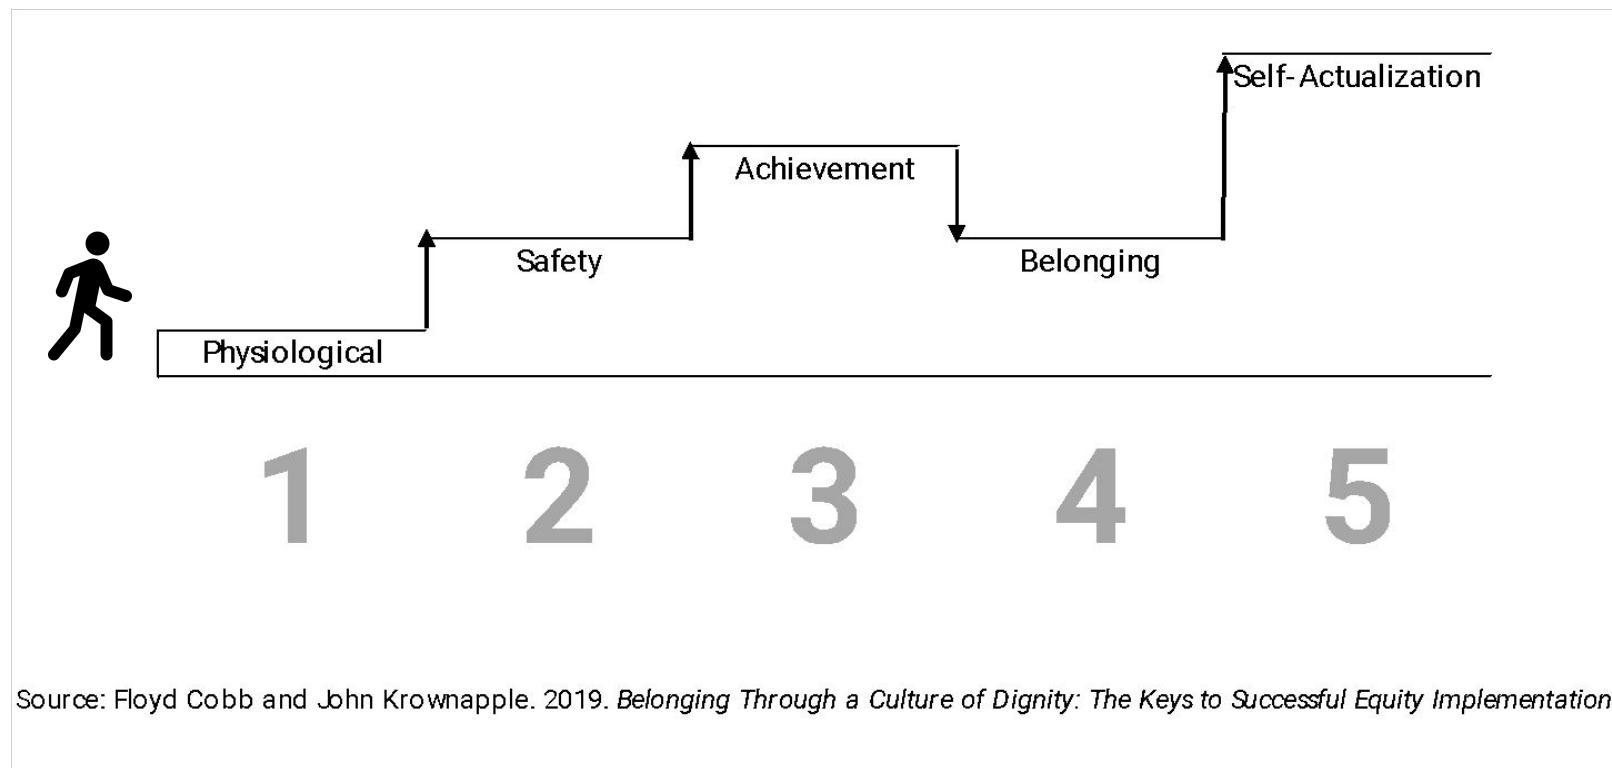 Self-Actualization
Achievement
Safety
Belonging
Physiological
1 2 3 4 5
Source: Floyd Cobb and John Krownapple. 2019. Belonging Through a Culture of Dignity: The Keys to Successful Equity Implementation